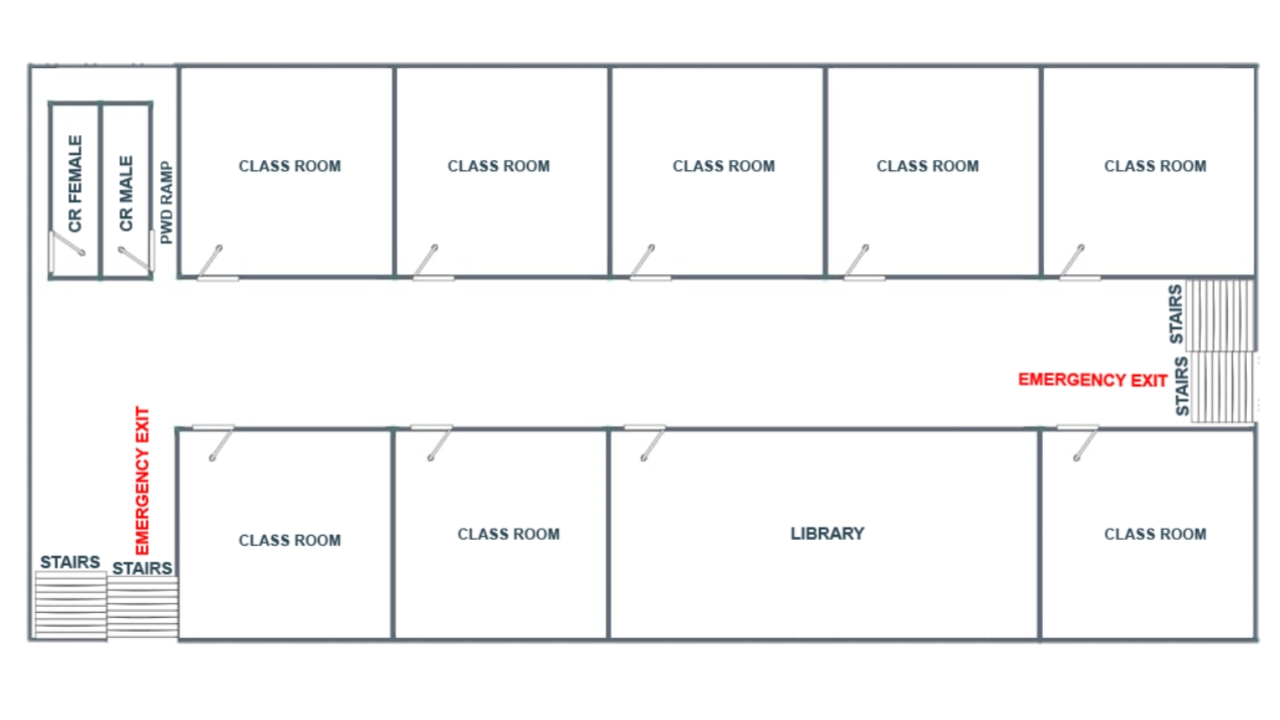 CR FEMALE
CR MALE
PWD RAMP
CLASS ROOM
CLASS ROOM
CLASS ROOM
CLASS ROOM
CLASS ROOM
STAIRS
STAIRS
EMERGENCY EXIT
EMERGENCY EXIT
STAIRS
STAIRS
CLASS ROOM
CLASS ROOM
LIBRARY
CLASS ROOM